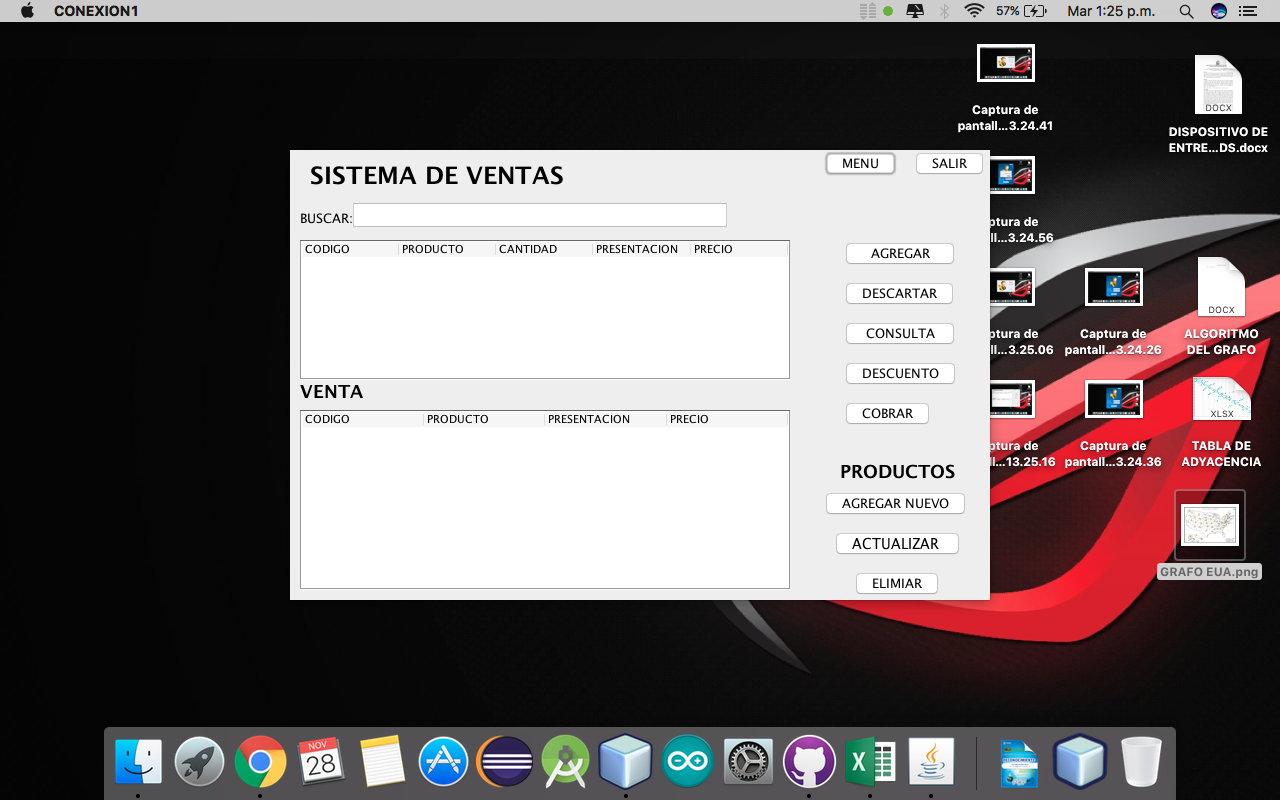 CONEXION1
57%
Mar 1:25 p.m.
Captura de
pantall...3.24.41
DOCX
DISPOSITIVO DE
ENTRE...DS.docx
SISTEMA DE VENTAS
MENU
SALIR
BUSCAR:
CODIGO PRODUCTO CANTIDAD PRESENTACION PRECIO
AGREGAR
DESCARTAR
CONSULTA
DESCUENTO
COBRAR
VENTA
CODIGO PRODUCTO PRESENTACION PRECIO
PRODUCTOS
AGREGAR NUEVO
ACTUALIZAR
ELIMIAR
ptura de
ll...3.24.56
ptura de
ll...3.25.06
Captura de
pantall...3.24.26
DOCX
ALGORITMO
DEL GRAFO
ptura de
ll...13.25.16
Captura de
pantall...3.24.36
XLSX
TABLA DE
ADYACENCIA
GRAFO EUA.png
NOV
28